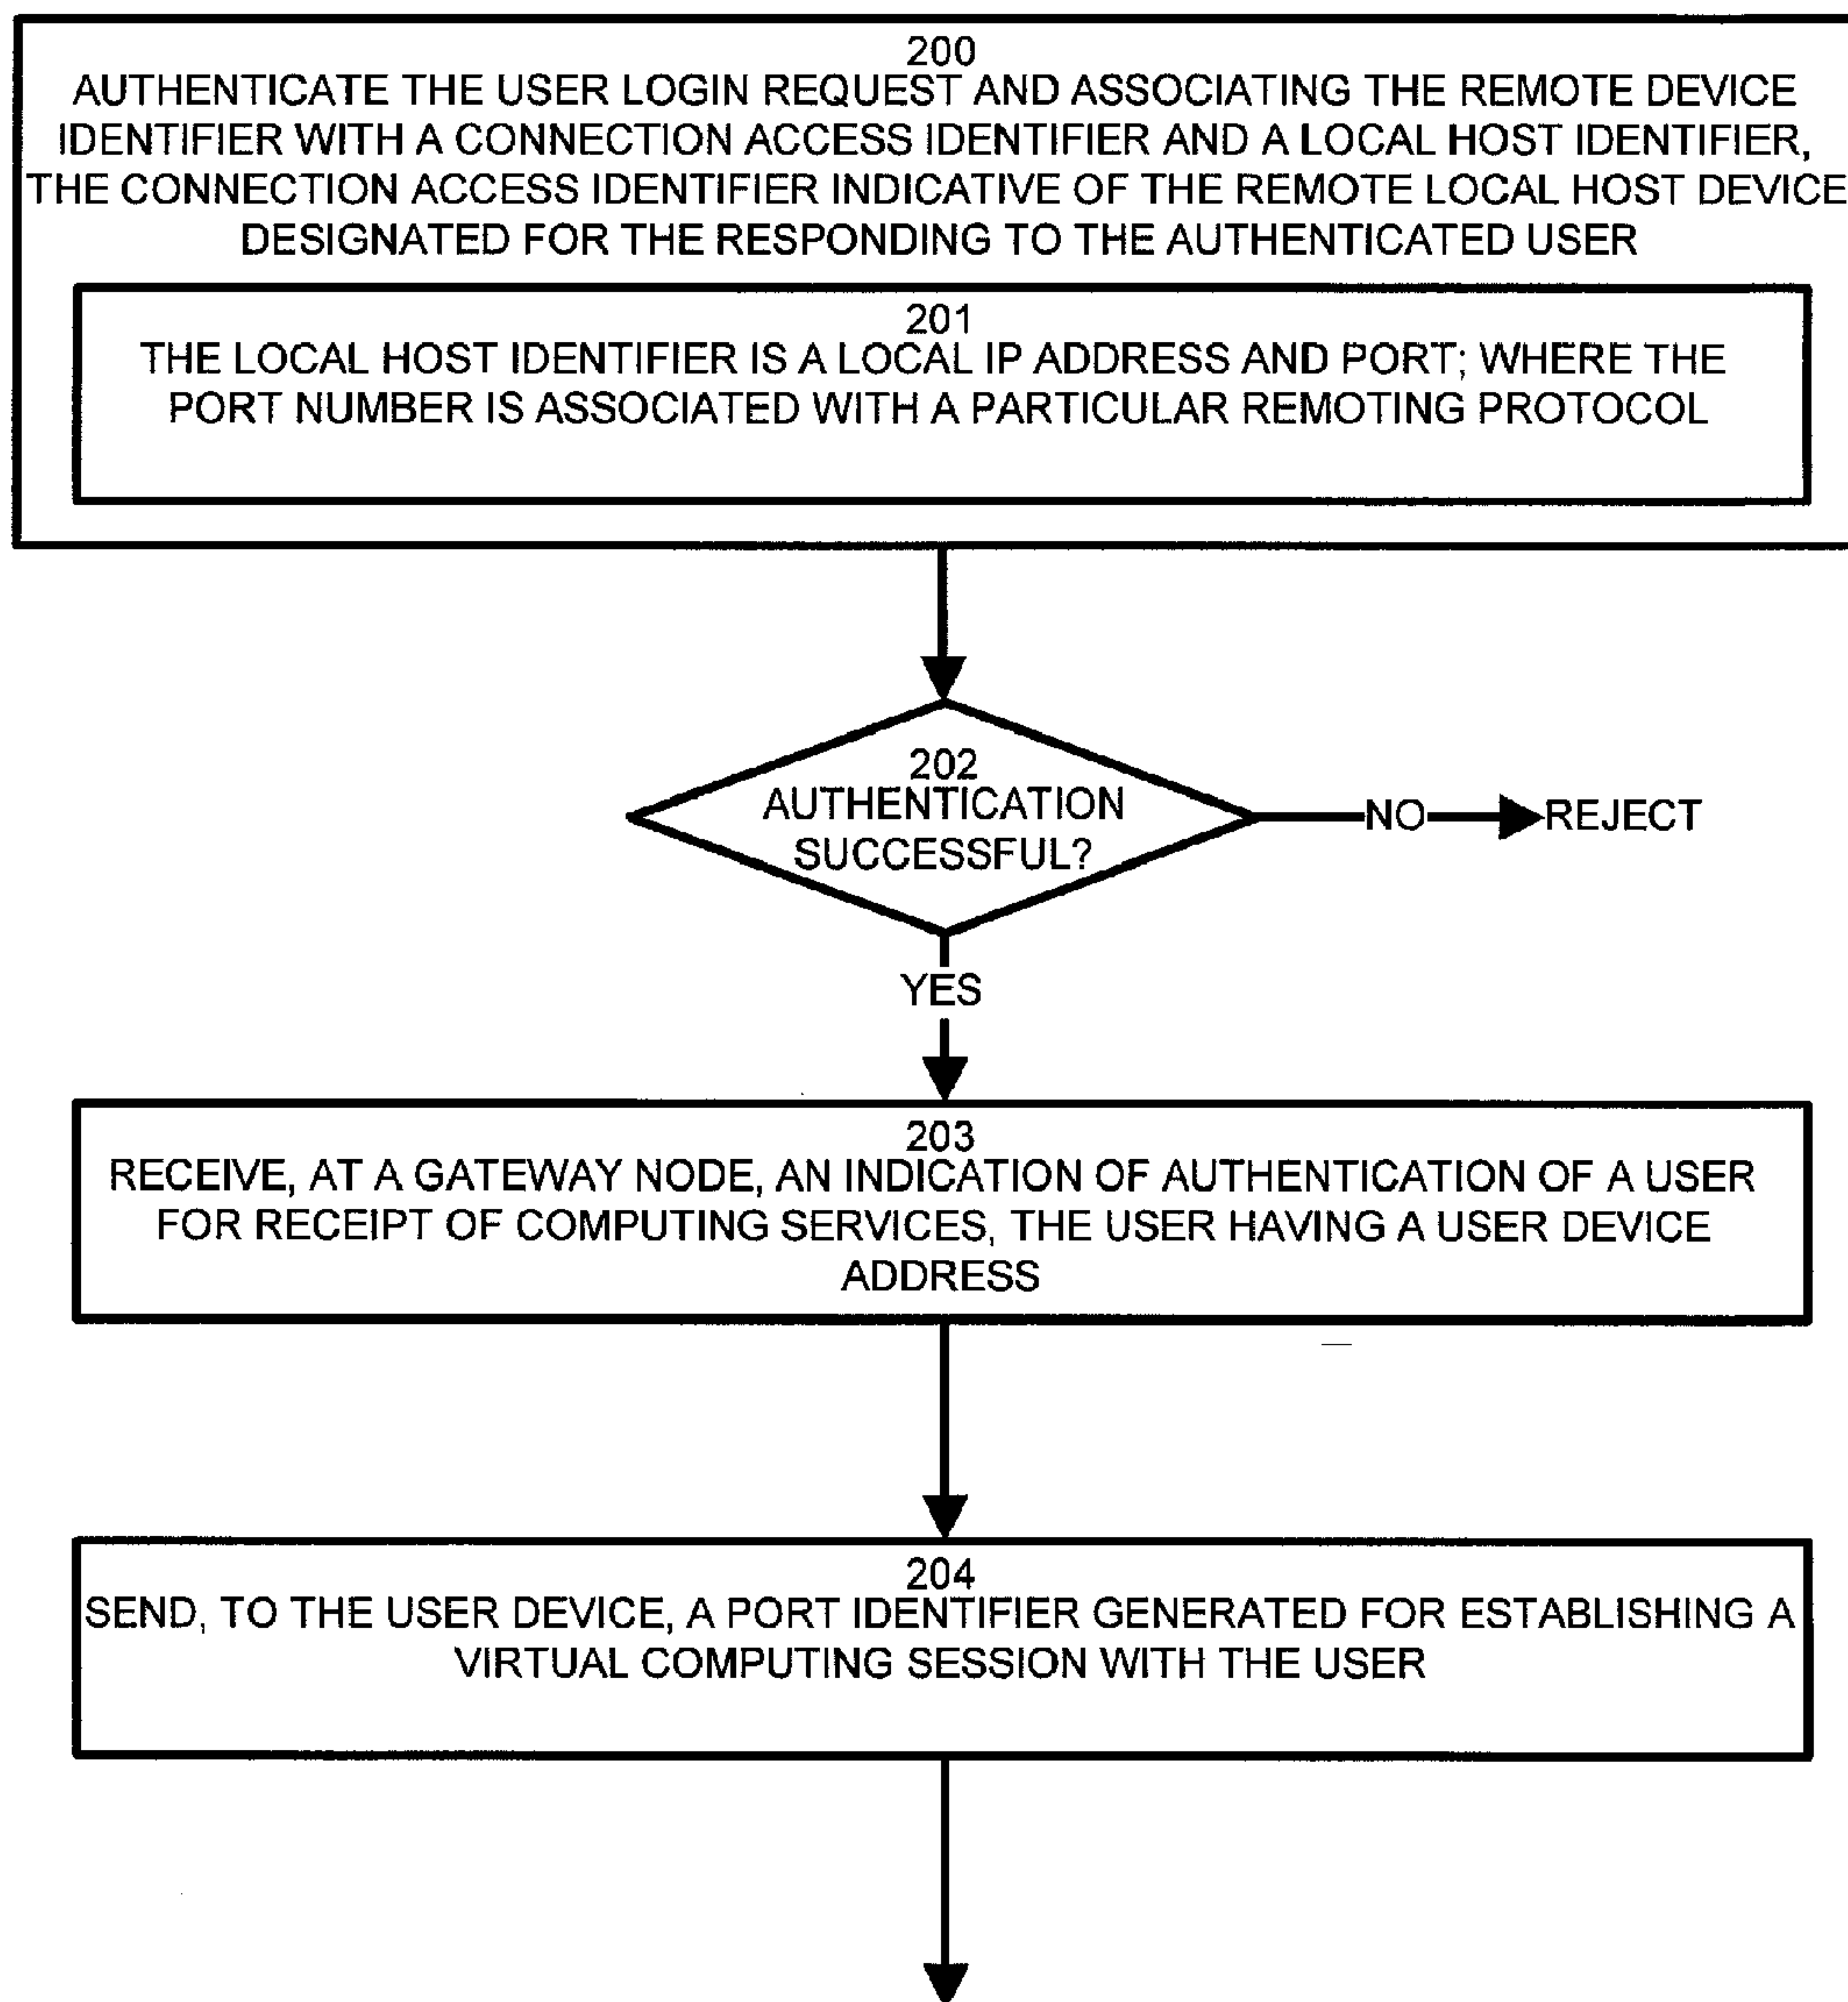 200
AUTHENTICATE THE USER LOGIN REQUEST AND ASSOCIATING THE REMOTE DEVICE
IDENTIFIER WITH A CONNECTION ACCESS IDENTIFIER AND A LOCAL HOST IDENTIFIER,
THE CONNECTION ACCESS IDENTIFIER INDICATIVE OF THE REMOTE LOCAL HOST DEVICE
DESIGNATED FOR THE RESPONDING TO THE AUTHENTICATED USER
201
THE LOCAL HOST IDENTIFIER IS A LOCAL IP ADDRESS AND PORT; WHERE THE
PORT NUMBER IS ASSOCIATED WITH A PARTICULAR REMOTING PROTOCOL
202
AUTHENTICATION
SUCCESSFUL?
NO
REJECT
YES
203
RECEIVE, AT A GATEWAY NODE, AN INDICATION OF AUTHENTICATION OF A USER
FOR RECEIPT OF COMPUTING SERVICES, THE USER HAVING A USER DEVICE
ADDRESS
204
SEND, TO THE USER DEVICE, A PORT IDENTIFIER GENERATED FOR ESTABLISHING A
VIRTUAL COMPUTING SESSION WITH THE USER